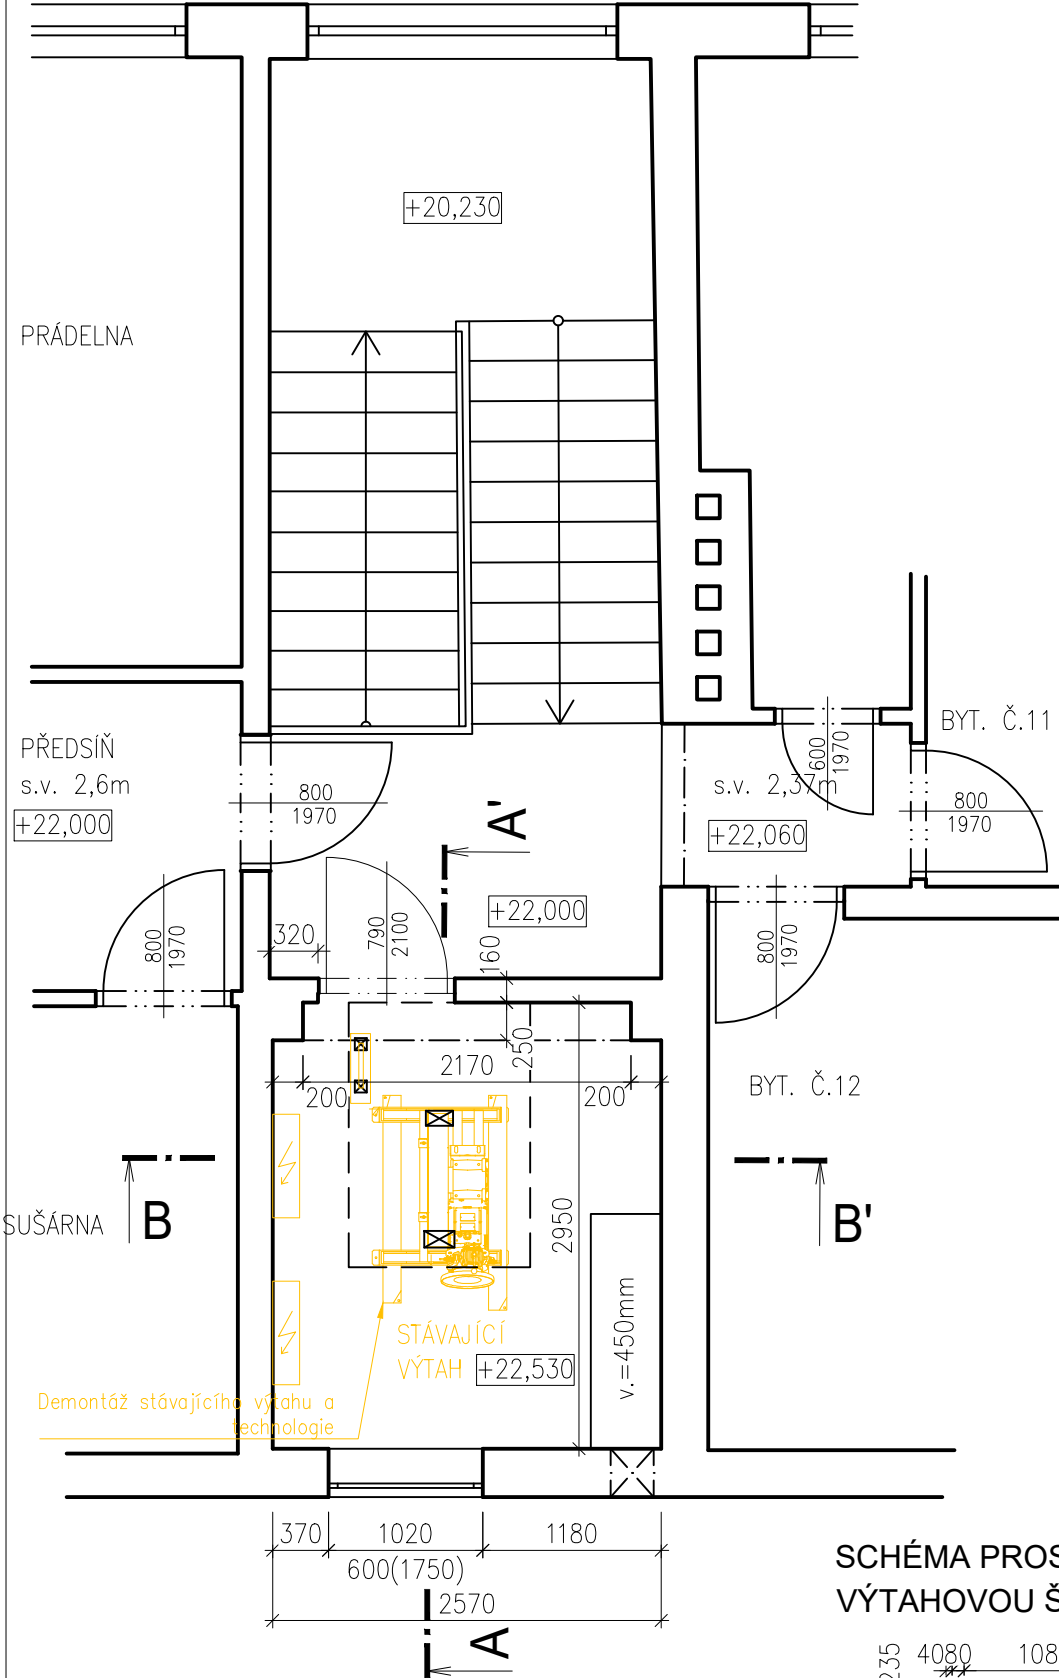 +20,230
PRÁDELNA
BYT. Č.11
PŘEDSÍŇ
s.v. 2,6m
+22,000
800
1970
600
1970
s.v. 2,37m
800
1970
+22,060
A'
+22,000
320
790
2100
160
800
1970
800
1970
250
2170
200
200
BYT. Č.12
B
B'
SUŠÁRNA
2950
STÁVAJÍCÍ
VÝTAH
+22,530
v.=450mm
Demontáž stávajícího výtahu a
technologie
370
1020
1180
600(1750)
2570
A
SCHÉMA
VÝTAHOVOU
235
4080